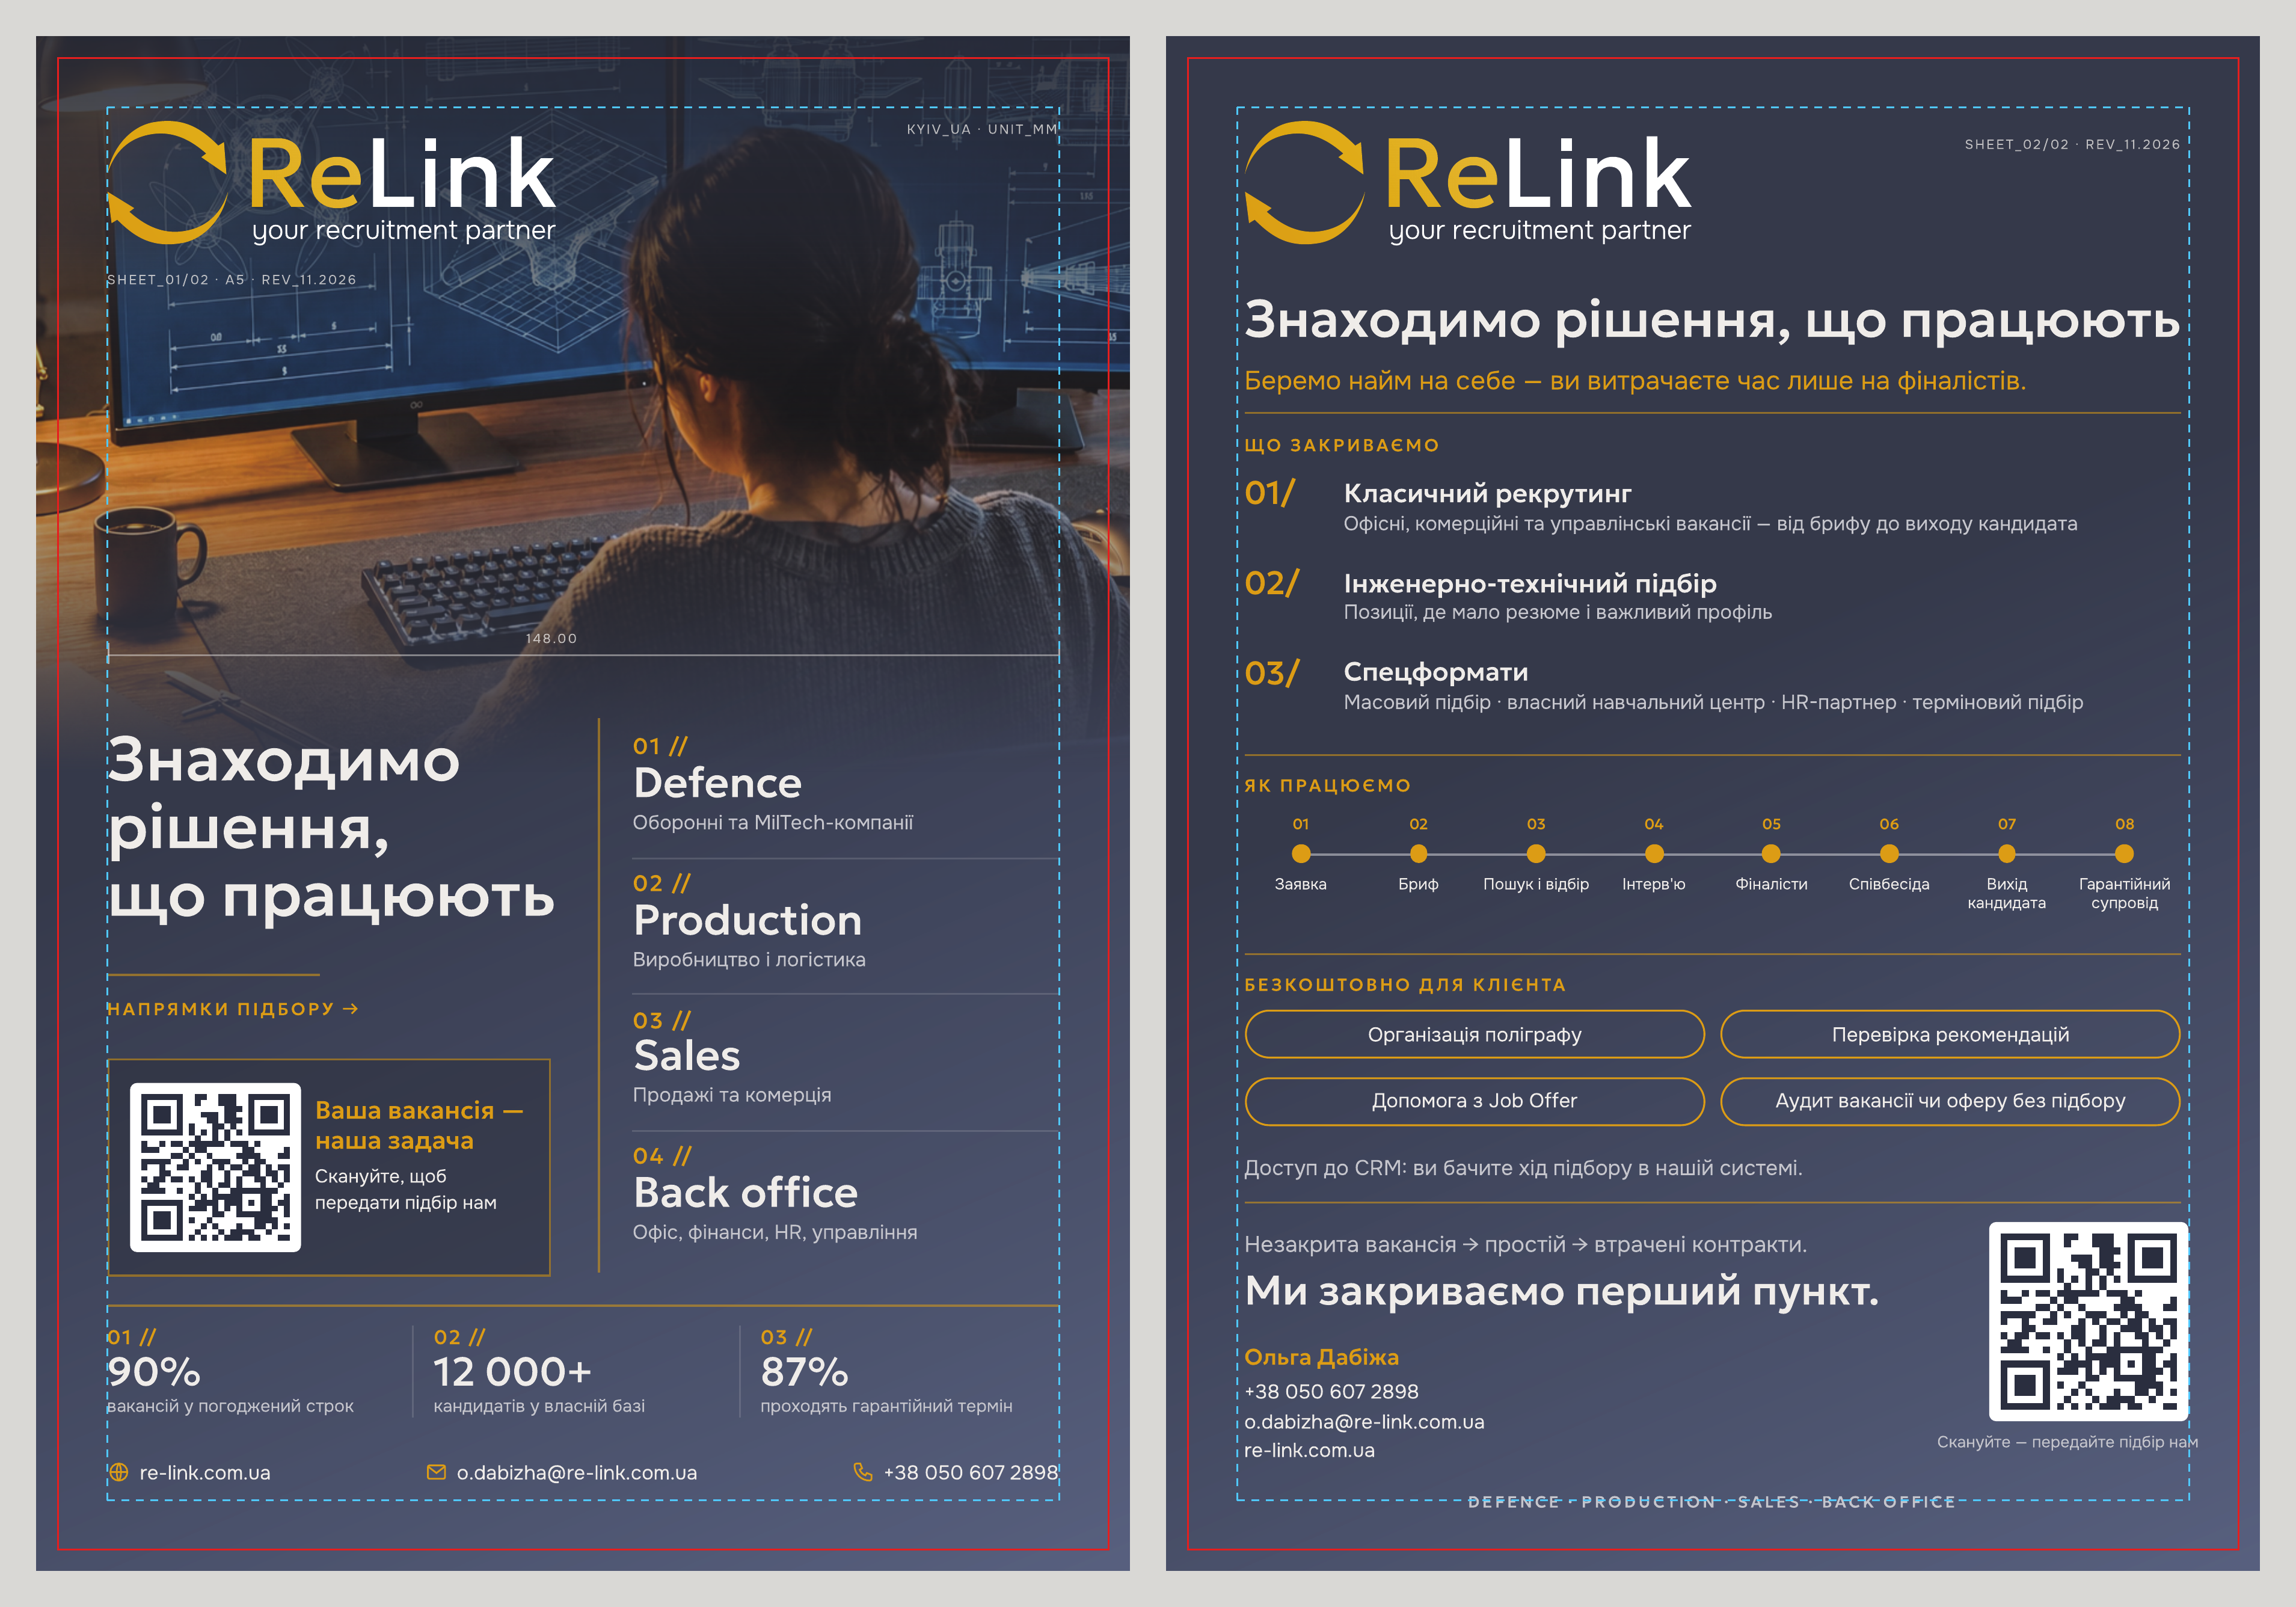 ReLink
your recruitment partner
KYIV_UA · UNIT_MM
SHEET_01/02 · A5 · REV_11.2026
148.00
Знаходимо
рішення,
що працюють
НАПРЯМКИ ПІДБОРУ →
Ваша вакансія —
наша задача
Скануйте, щоб
передати підбір нам
01 //
Defence
Оборонні та MilTech-компанії
02 //
Production
Виробництво і логістика
03 //
Sales
Продажі та комерція
04 //
Back office
Офіс, фінанси, HR, управління
01 //
90%
вакансій у погоджений строк
02 //
12 000+
кандидатів у власній базі
03 //
87%
проходять гарантійний термін
re-link.com.ua
o.dabizha@re-link.com.ua
+38 050 607 2898
ReLink
your recruitment partner
SHEET_02/02 · REV_11.2026
Знаходимо рішення, що працюють
Беремо найм на себе — ви витрачаєте час лише на фіналістів.
ЩО ЗАКРИВАЄМО
01/ Класичний рекрутинг
Офісні, комерційні та управлінські вакансії — від брифу до виходу кандидата
02/ Інженерно-технічний підбір
Позиції, де мало резюме і важливий профіль
03/ Спецформати
Масовий підбір · власний навчальний центр · HR-партнер · терміновий підбір
ЯК ПРАЦЮЄМО
01 02 03 04 05 06 07 08
Заявка
Бриф
Пошук і відбір
Інтерв'ю
Фіналісти
Співбесіда
Вихід
кандидата
Гарантійний
супровід
БЕЗКОШТОВНО ДЛЯ КЛІЄНТА
Організація поліграфу
Перевірка рекомендацій
Допомога з Job Offer
Аудит вакансії чи оферу без підбору
Доступ до CRM: ви бачите хід підбору в нашій системі.
Незакрита вакансія → простій → втрачені контракти.
Ми закриваємо перший пункт.
Ольга Дабіжа
+38 050 607 2898
o.dabizha@re-link.com.ua
re-link.com.ua
Скануйте — передайте підбір нам
DEFENCE · PRODUCTION · SALES · BACK OFFICE